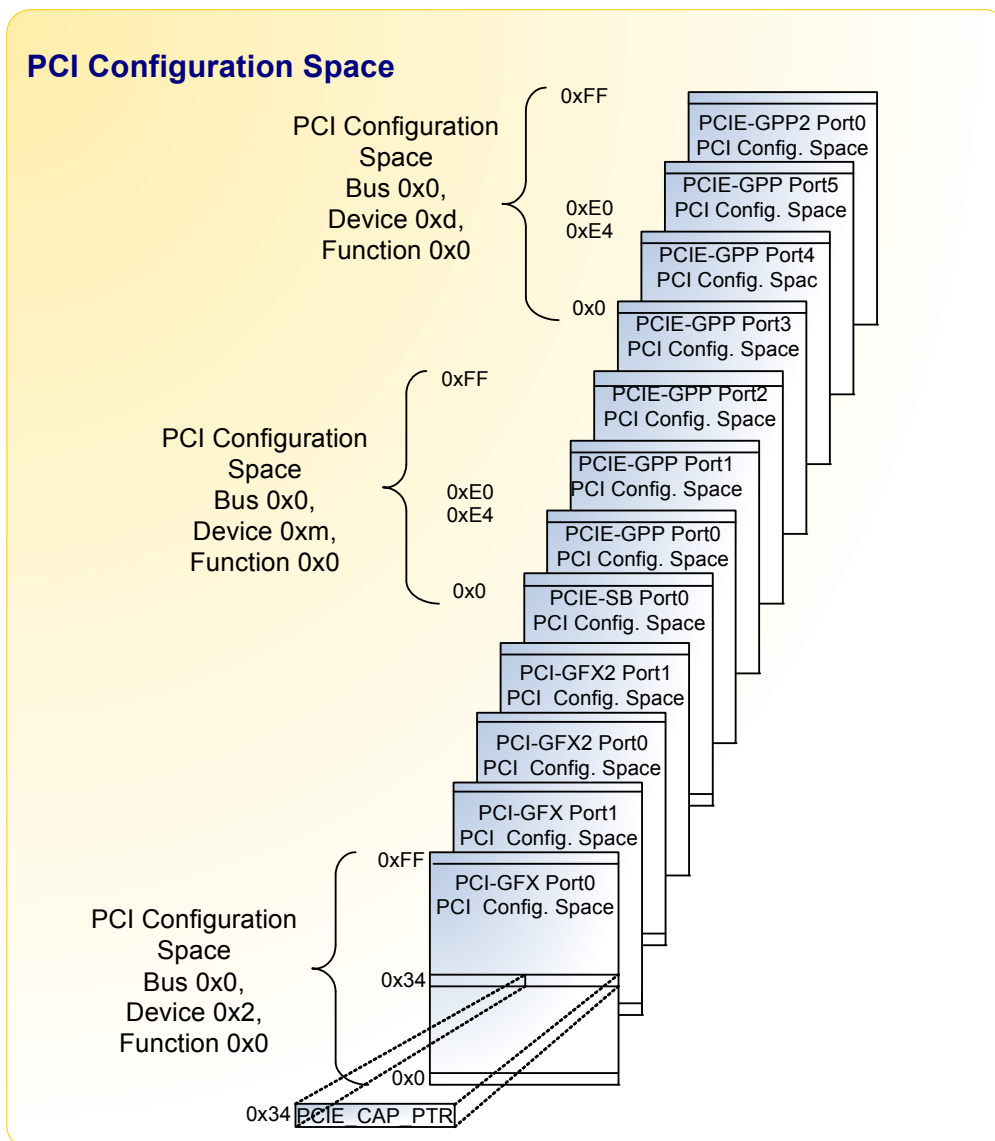 PCI Configuration Space
PCI Configuration
Space
Bus 0x0,
Device 0xd,
Function 0x0
0xFF
0xE0
0xE4
0x0
PCIE-GPP2 Port0
PCI Config. Space
PCIE-GPP Port5
PCI Config. Space
PCIE-GPP Port4
PCI Config. Spac
PCIE-GPP Port3
PCI Config. Space
PCI Configuration
Space
Bus 0x0,
Device 0xm,
Function 0x0
0xFF
0xE0
0xE4
0x0
PCIE-GPP Port2
PCI Config. Space
PCIE-GPP Port1
PCI Config. Space
PCIE-GPP Port0
PCI Config. Space
PCIE-SB Port0
PCI Config. Space
PCI-GFX2 Port1
PCI Config. Space
PCI-GFX2 Port0
PCI Config. Space
PCI-GFX Port1
PCI Config. Space
PCI Configuration
Space
Bus 0x0,
Device 0x2,
Function 0x0
0xFF
PCI-GFX Port0
PCI Config. Space
0x34
0x0
0x34 PCIE_CAP_PTR